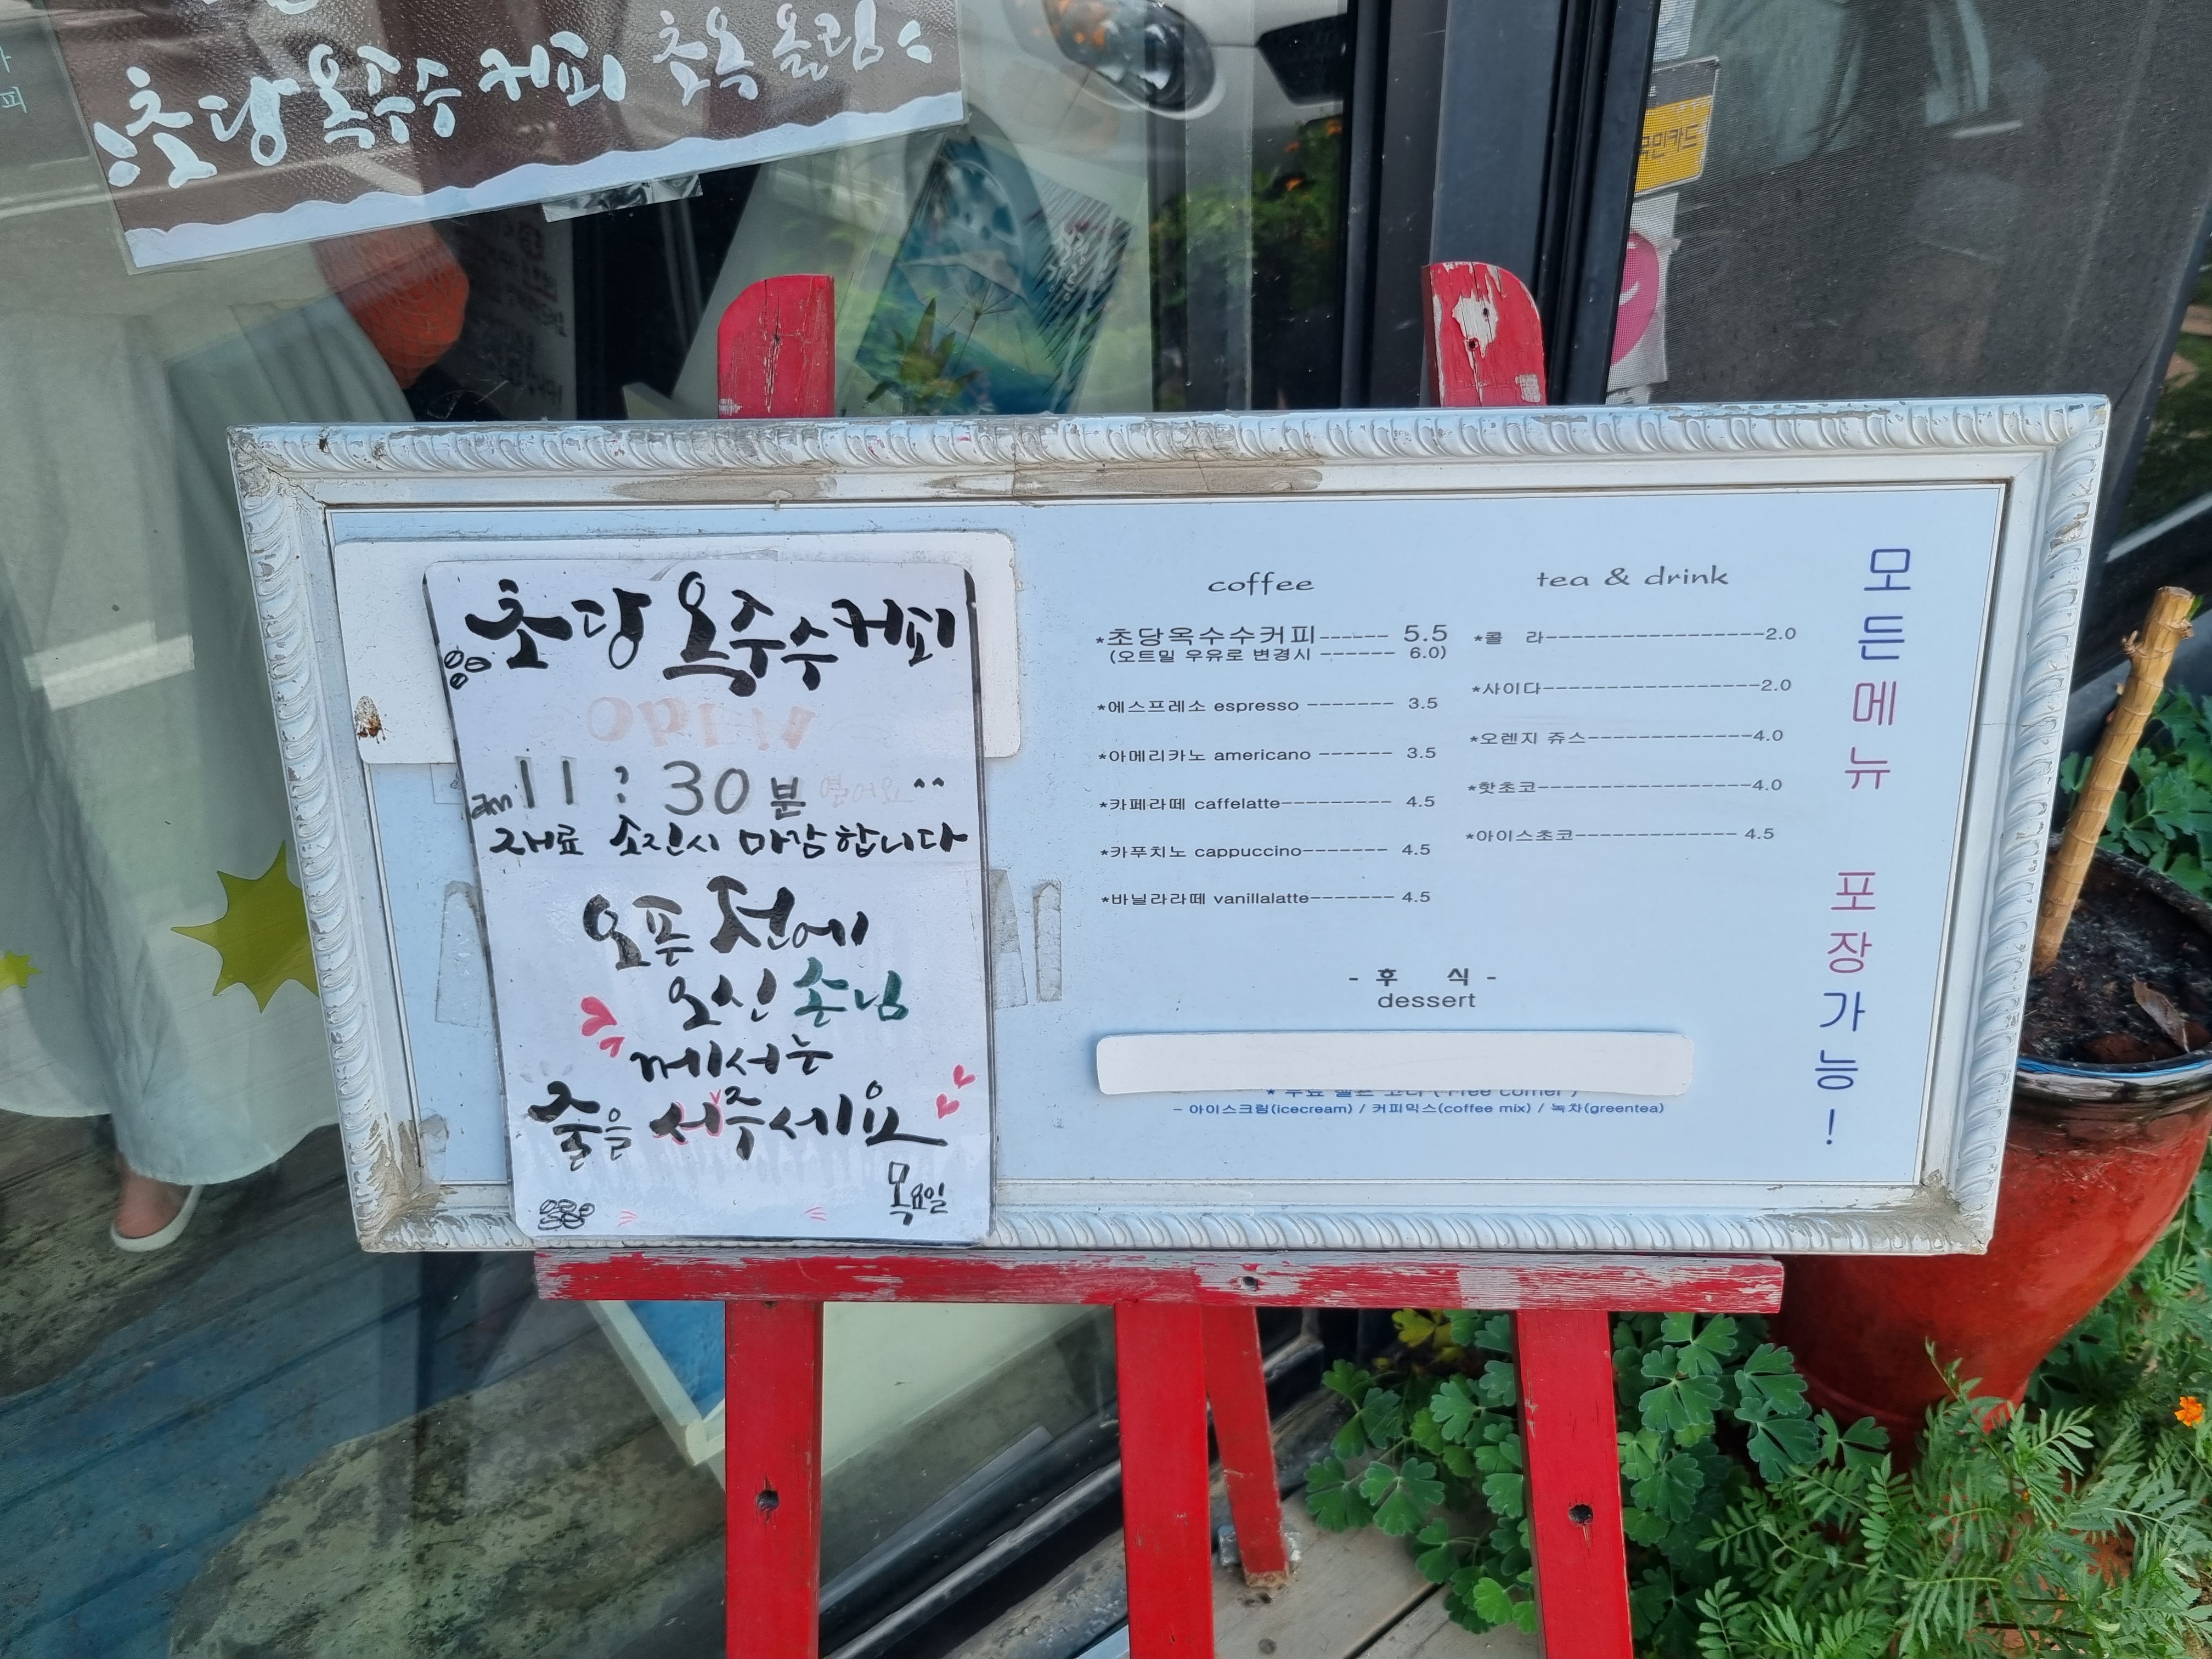 초당옥수수커피 초옥 올림
국민카드
초당옥수수커피
OPEN
am 11 : 30 분 열어요^^
재료 소진시 마감합니다
오픈 전에
오신 손님
께서는
줄을 서주세요
목요일
coffee
*초당옥수수커피------ 5.5
(오트밀 우유로 변경시 ------ 6.0)
*에스프레소 espresso ------- 3.5
*아메리카노 americano ------ 3.5
*카페라떼 caffelatte--------- 4.5
*카푸치노 cappuccino------- 4.5
*바닐라라떼 vanillalatte------- 4.5
tea & drink
*콜 라-----------------2.0
*사이다-----------------2.0
*오렌지 쥬스-------------4.0
*핫초코-----------------4.0
*아이스초코------------- 4.5
- 후 식 -
dessert
- 아이스크림(icecream) / 커피믹스(coffee mix) / 녹차(greentea)
모든메뉴 포장가능!